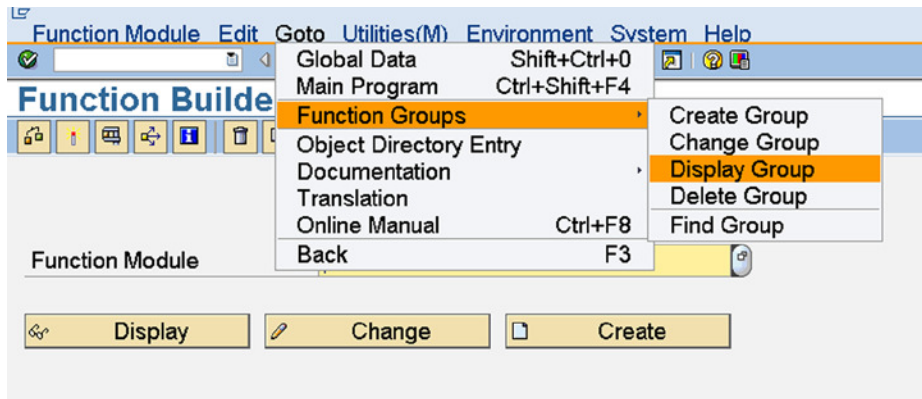 Function Module Edit Goto Utilities(M) Environment System Help
Global Data Shift+Ctrl+0
Main Program Ctrl+Shift+F4
Function Builde
Function Groups
Create Group
Object Directory Entry
Change Group
Documentation
Display Group
Translation
Delete Group
Online Manual Ctrl+F8
Find Group
Back F3
Function Module
Display Change Create